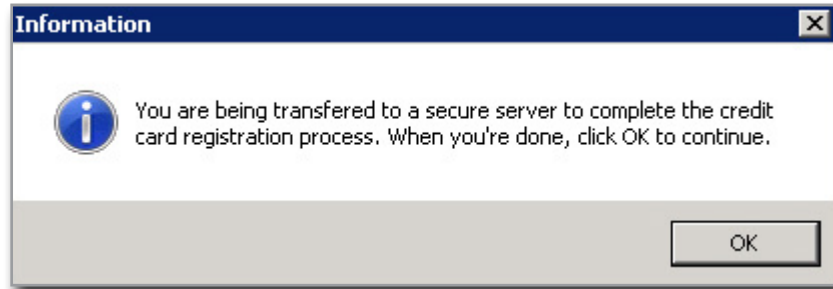 Information
You are being transfered to a secure server to complete the credit
card registration process. When you're done, click OK to continue.
OK